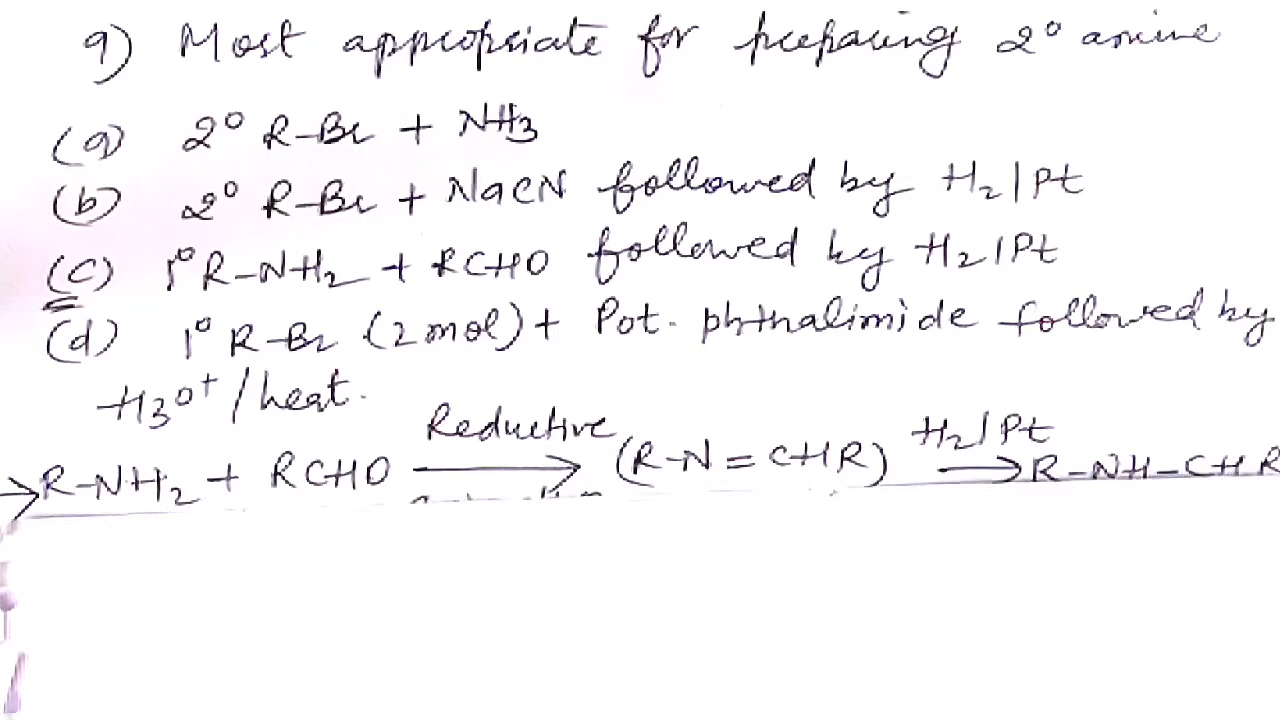 9) Most appropriate for preparing 2° amine
(a) 2° R-Br + NH3
(b) 2° R-Br + NaCN followed by H2/Pt
(c) 1° R-NH2 + RCHO followed by H2/Pt
(d) 1° R-Br (2 mol) + Pot. phthalimide followed by
H3O+/heat.
→R-NH2 + RCHO Reductive→ (R-N=CHR) H2/Pt→ R-NH-CHR